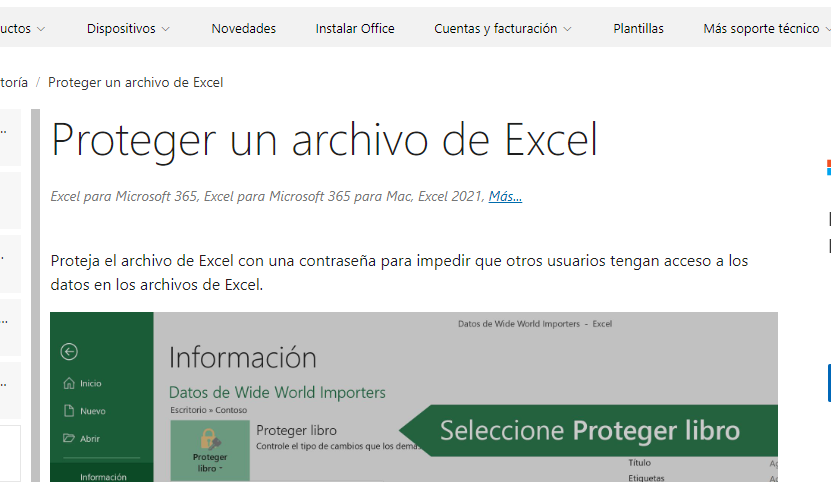 uctos
Dispositivos
Novedades
Instalar Office
Cuentas y facturación
Plantillas
Más soporte técnico
toría / Proteger un archivo de Excel
Proteger un archivo de Excel
Excel para Microsoft 365, Excel para Microsoft 365 para Mac, Excel 2021, Más...
Proteja el archivo de Excel con una contraseña para impedir que otros usuarios tengan acceso a los
datos en los archivos de Excel.
Datos de Wide World Importers - Excel
Información
Datos de Wide World Importers
Escritorio » Contoso
Inicio
Nuevo
Abrir
Información
Proteger
libro
Proteger libro
Controle el tipo de cambios que los dema
Seleccione Proteger libro
Título
Etiquetas